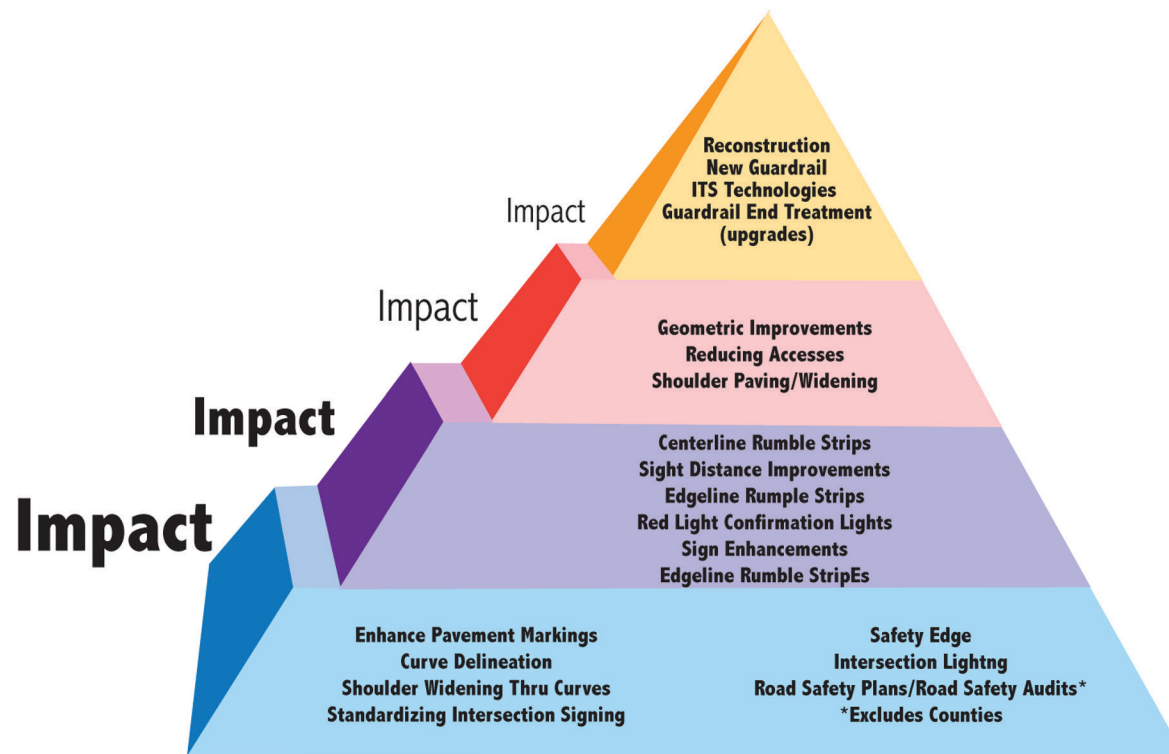 Reconstruction
New Guardrail
ITS Technologies
Guardrail End Treatment
(upgrades)
Impact
Geometric Improvements
Reducing Accesses
Shoulder Paving/Widening
Impact
Centerline Rumble Strips
Sight Distance Improvements
Edgeline Rumple Strips
Red Light Confirmation Lights
Sign Enhancements
Edgeline Rumble StripEs
Impact
Impact
Enhance Pavement Markings
Curve Delineation
Shoulder Widening Thru Curves
Standardizing Intersection Signing
Safety Edge
Intersection Lightng
Road Safety Plans/Road Safety Audits*
*Excludes Counties